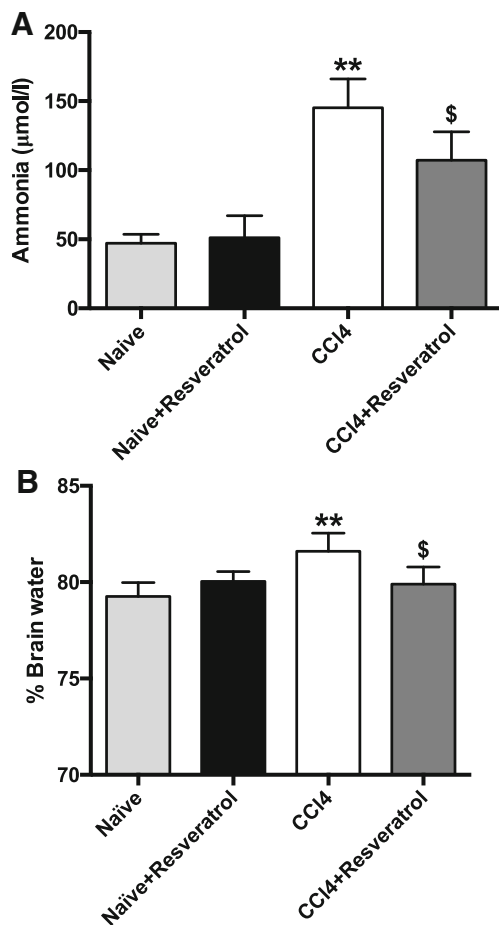 A
Ammonia (μmol/l)
200
150
100
50
0
**
$
Naive
Naive+Resveratrol
CCl4
CCl4+Resveratrol
B
% Brain water
85
80
75
70
**
$
Naïve
Naïve+Resveratrol
CCl4
CCl4+Resveratrol